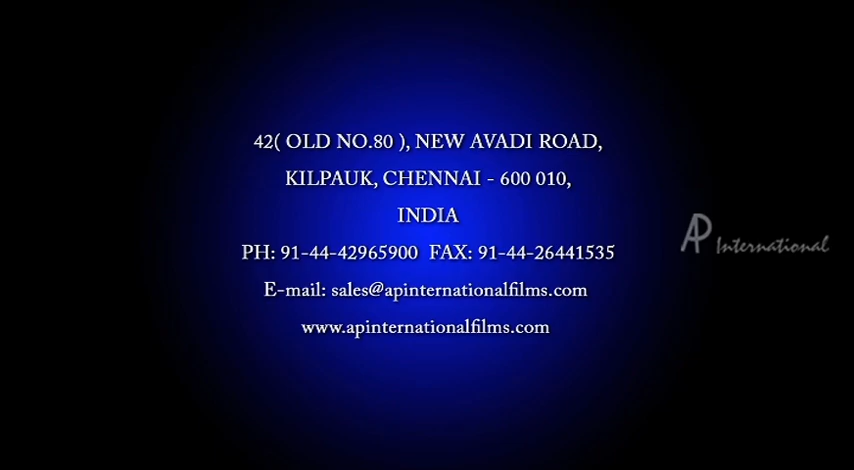 42( OLD NO.80 ), NEW AVADI ROAD,
KILPAUK, CHENNAI - 600 010,
INDIA
PH: 91-44-42965900 FAX: 91-44-26441535
E-mail: sales@apinternationalfilms.com
www.apinternationalfilms.com
AP International